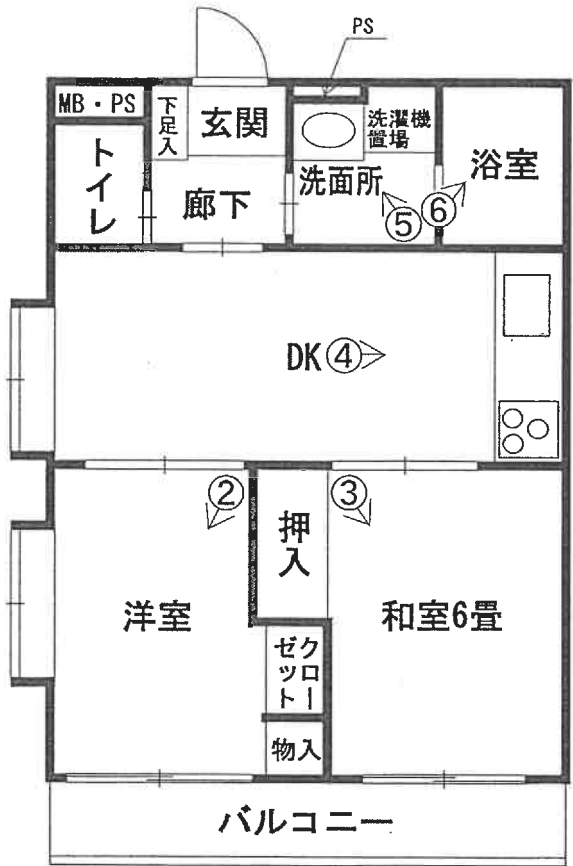 PS
MB・PS
下足入
玄関
洗濯機
置場
トイレ
廊下
洗面所
浴室
⑤
⑥
DK④
②
③
押入
洋室
和室6畳
クロー
ゼット
物入
バルコニー